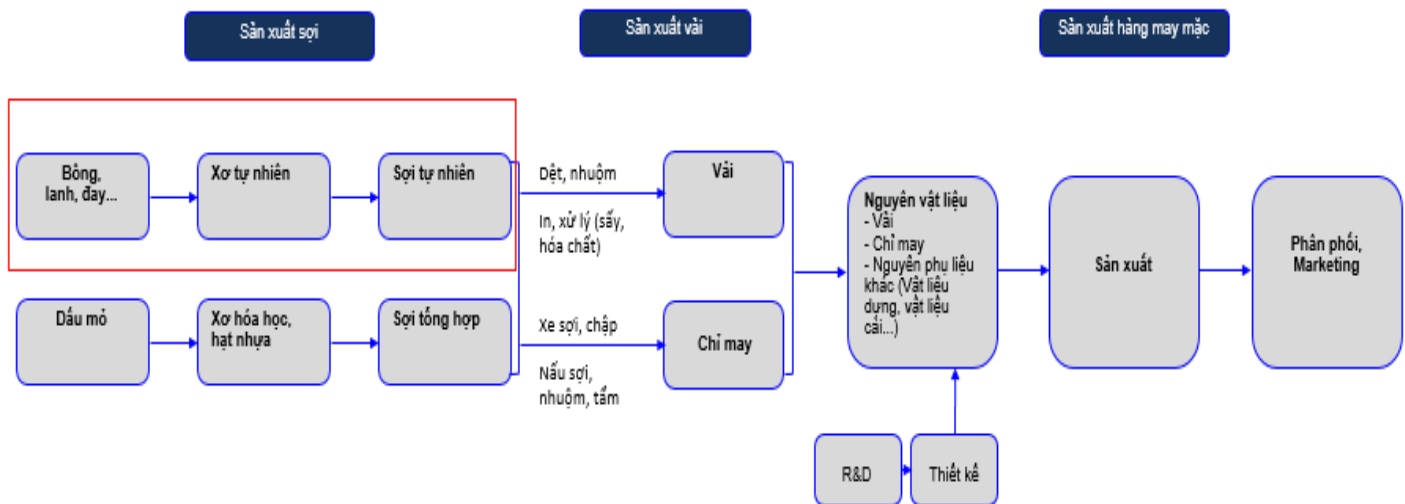 Sản xuất sợi
Sản xuất vải
Sản xuất hàng may mặc
Bông,
lanh, đay...
Xơ tự nhiên
Sợi tự nhiên
Dệt, nhuộm
In, xử lý (sấy,
hóa chất)
Vải
Dầu mỏ
Xơ hóa học,
hạt nhựa
Sợi tổng hợp
Xe sợi, chập
Nấu sợi,
nhuộm, tẩm
Chỉ may
Nguyên vật liệu
- Vải
- Chỉ may
- Nguyên phụ liệu
khác (Vật liệu
dựng, vật liệu
cài...)
Sản xuất
Phân phối,
Marketing
R&D
Thiết kế